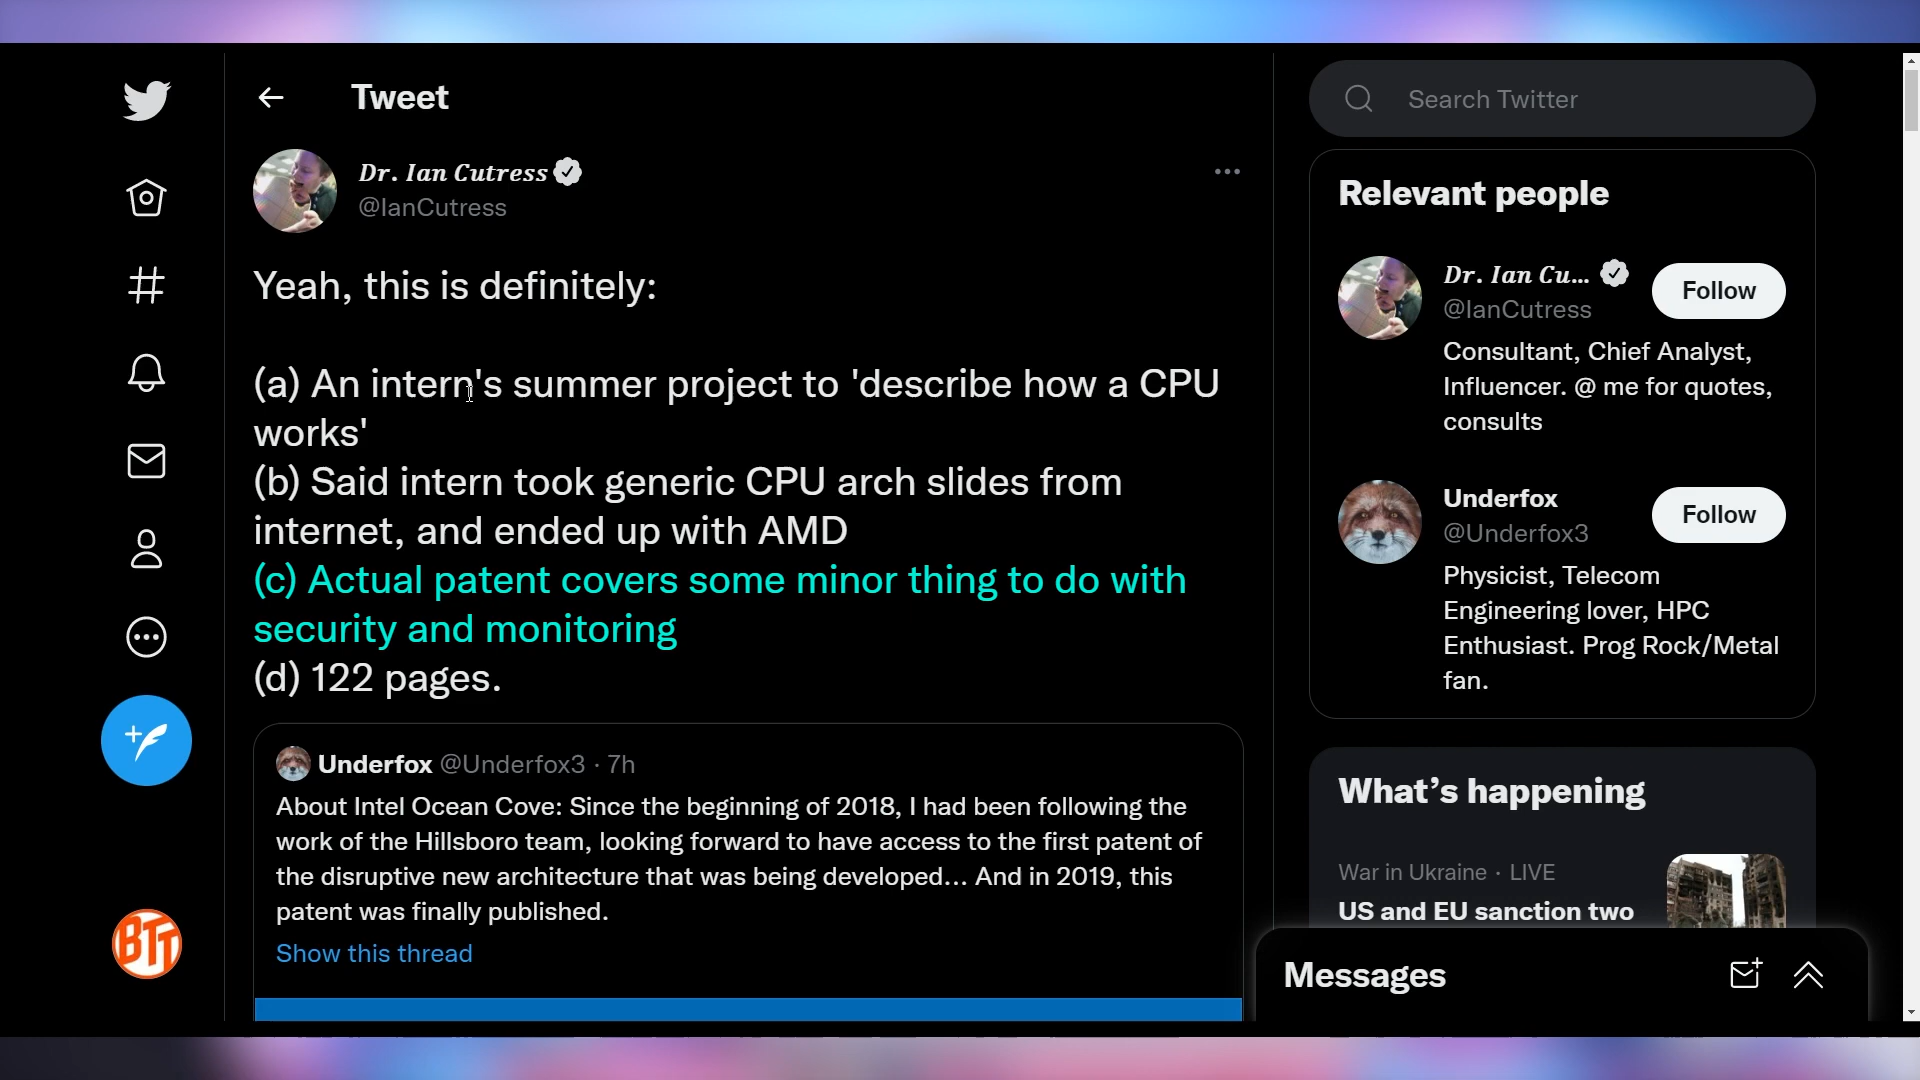 Tweet
Dr. Ian Cutress
@IanCutress
Yeah, this is definitely:
(a) An intern's summer project to 'describe how a CPU
works'
(b) Said intern took generic CPU arch slides from
internet, and ended up with AMD
(c) Actual patent covers some minor thing to do with
security and monitoring
(d) 122 pages.
Underfox @Underfox3 · 7h
About Intel Ocean Cove: Since the beginning of 2018, I had been following the
work of the Hillsboro team, looking forward to have access to the first patent of
the disruptive new architecture that was being developed... And in 2019, this
patent was finally published.
Show this thread
BTT
Search Twitter
Relevant people
Dr. Ian Cu...
@IanCutress
Follow
Consultant, Chief Analyst,
Influencer. @ me for quotes,
consults
Underfox
@Underfox3
Follow
Physicist, Telecom
Engineering lover, HPC
Enthusiast. Prog Rock/Metal
fan.
What's happening
War in Ukraine · LIVE
US and EU sanction two
Messages